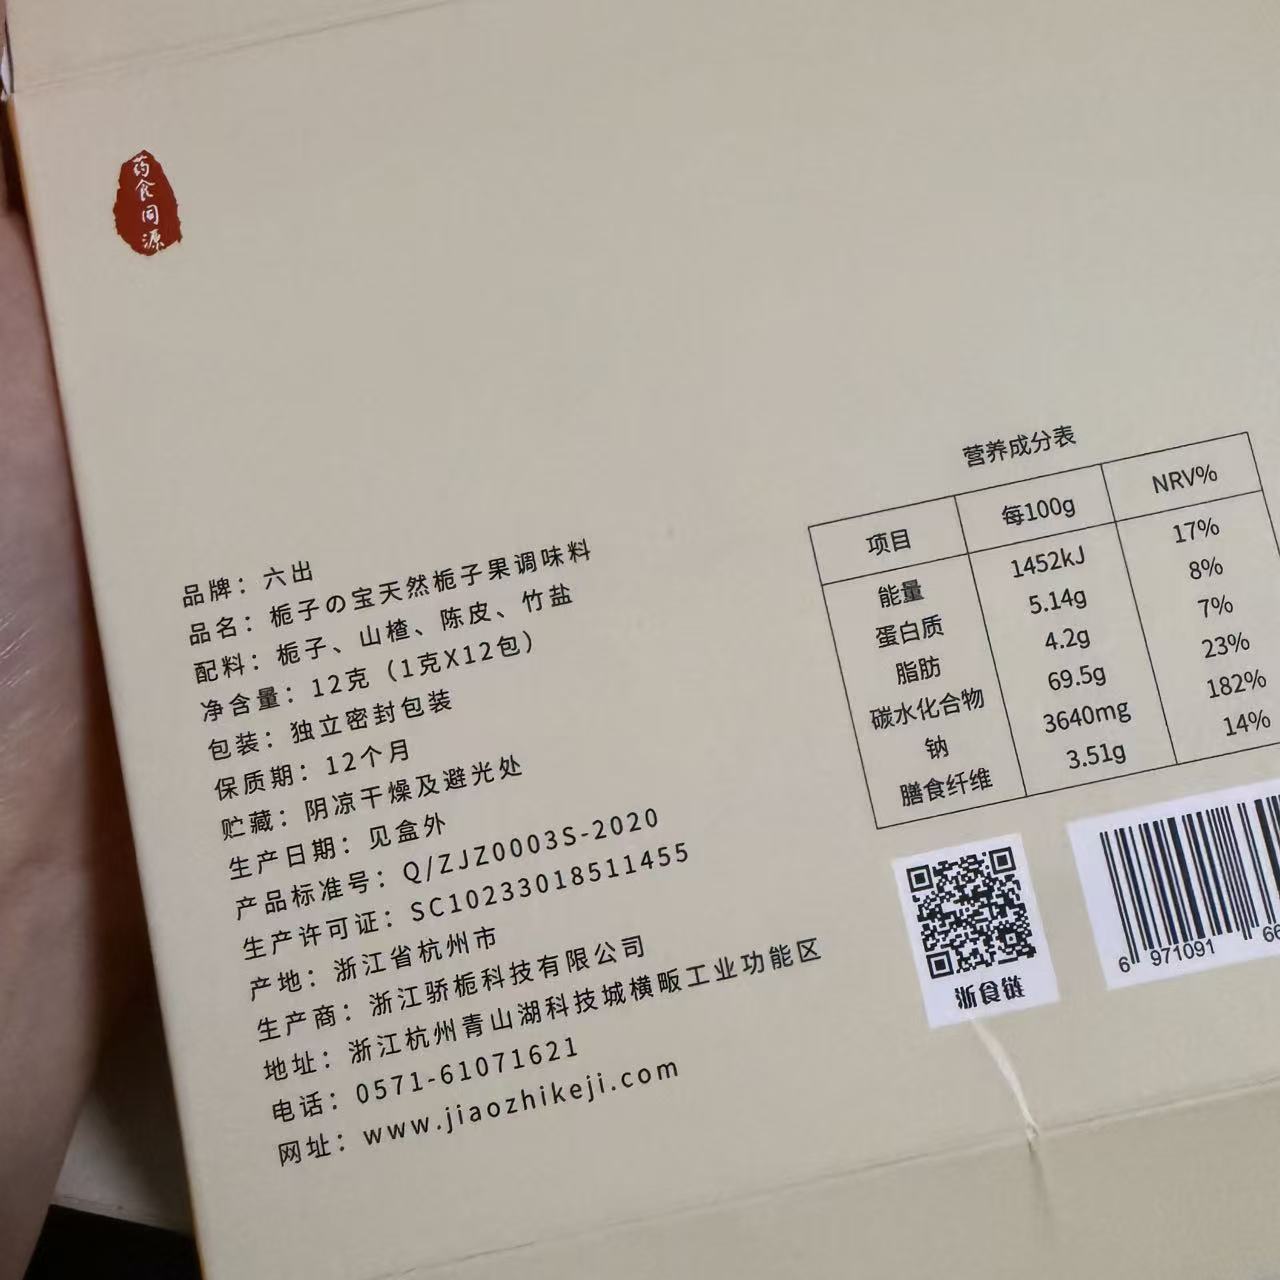 药食同源
品牌：六出
品名：栀子の宝天然栀子果调味料
配料：栀子、山楂、陈皮、竹盐
净含量：12克（1克X12包）
包装：独立密封包装
保质期：12个月
贮藏：阴凉干燥及避光处
生产日期：见盒外
产品标准号：Q/ZJZ0003S-2020
生产许可证：SC10233018511455
产地：浙江省杭州市
生产商：浙江骄栀科技有限公司
地址：浙江杭州青山湖科技城横畈工业功能区
电话：0571-61071621
网址：www.jiaozhikeji.com
营养成分表
项目 每100g NRV%
能量 1452kJ 17%
蛋白质 5.14g 8%
脂肪 4.2g 7%
碳水化合物 69.5g 23%
钠 3640mg 182%
膳食纤维 3.51g 14%
浙食链
6 971091 66